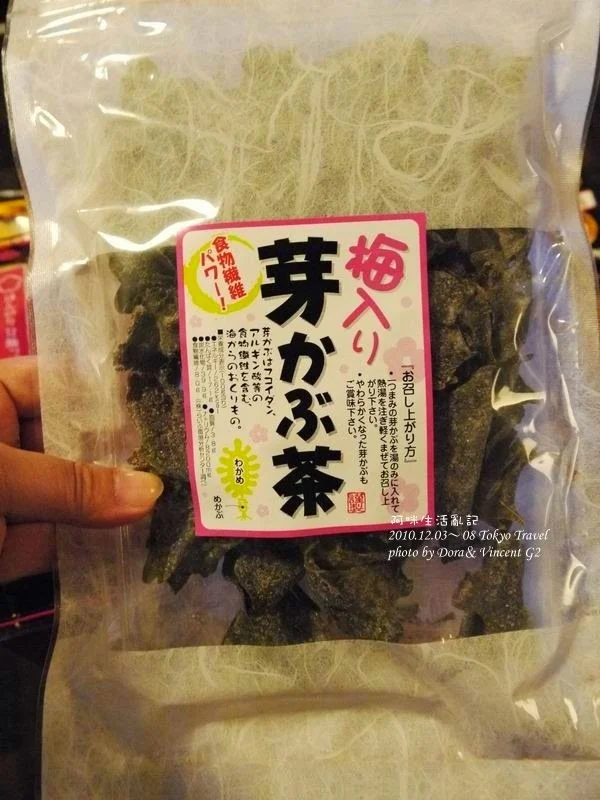 梅入り
芽かぶ茶
食物繊維
パワー!
『お召し上がり方』
・一つまみの芽かぶを湯のみに入れて
熱湯を注ぎ軽くまぜてお召し上
がり下さい。
・やわらかくなった芽かぶも
ご賞味下さい。
芽かぶはフコイダン、
アルギン酸等の
食物繊維を含む、
海からのおくりもの。
わかめ
めかぶ
阿咪生活亂記
2010.12.03~ 08 Tokyo Travel
photo by Dora& Vincent G2